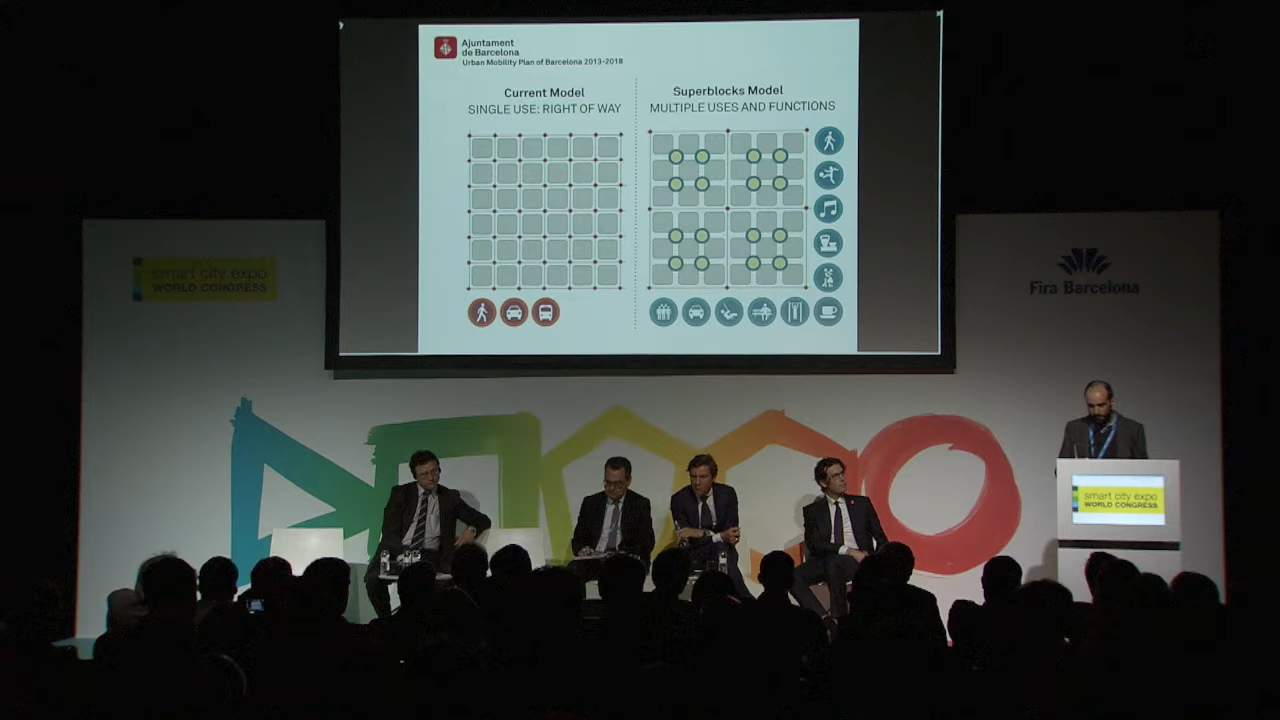 Ajuntament
de Barcelona
Urban Mobility Plan of Barcelona 2013-2018
Current Model
SINGLE USE: RIGHT OF WAY
Superblocks Model
MULTIPLE USES AND FUNCTIONS
smart city expo
WORLD CONGRESS
Fira Barcelona
smart city expo
WORLD CONGRESS